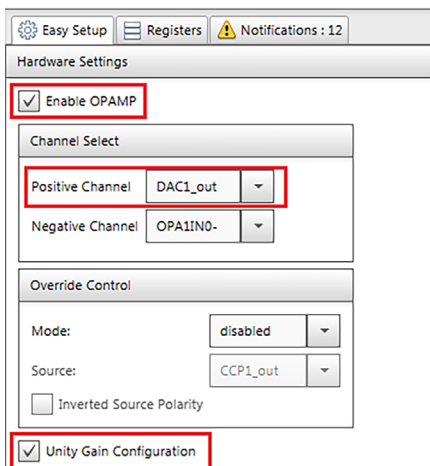 Easy Setup Registers Notifications : 12
Hardware Settings
Enable OPAMP
Channel Select
Positive Channel DAC1_out
Negative Channel OPA1IN0-
Override Control
Mode: disabled
Source: CCP1_out
Inverted Source Polarity
Unity Gain Configuration